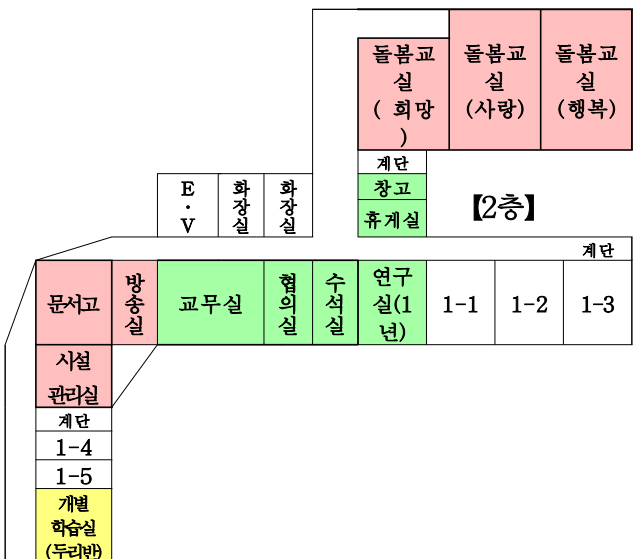 돌봄교
실
( 희망
)
돌봄교
실
(사랑)
돌봄교
실
(행복)
계단
창고
휴게실
【2층】
E
·
V
화
장
실
화
장
실
계단
문서고
방
송
실
교무실
협
의
실
수
석
실
연구
실(1
년)
1-1
1-2
1-3
시설
관리실
계단
1-4
1-5
개별
학습실
(두리반)